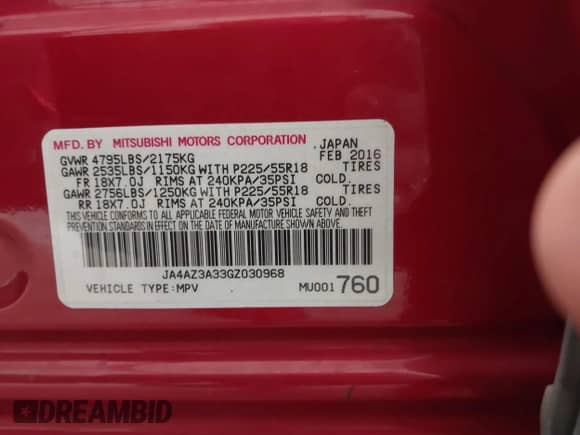 MFD. BY MITSUBISHI MOTORS CORPORATION, JAPAN
GVWR 4795LBS/2175KG FEB 2016
GAWR 2535LBS/1150KG WITH P225/55R18 TIRES
FR 18X7.0J RIMS AT 240KPA/35PSI COLD.
GAWR 2756LBS/1250KG WITH P225/55R18 TIRES
RR 18X7.0J RIMS AT 240KPA/35PSI COLD.
THIS VEHICLE CONFORMS TO ALL APPLICABLE FEDERAL MOTOR VEHICLE SAFETY AND THEFT
PREVENTION STANDARDS IN EFFECT ON THE DATE OF MANUFACTURE SHOWN ABOVE.
JA4AZ3A33GZ030968
VEHICLE TYPE:MPV MU001 760
DREAMBID